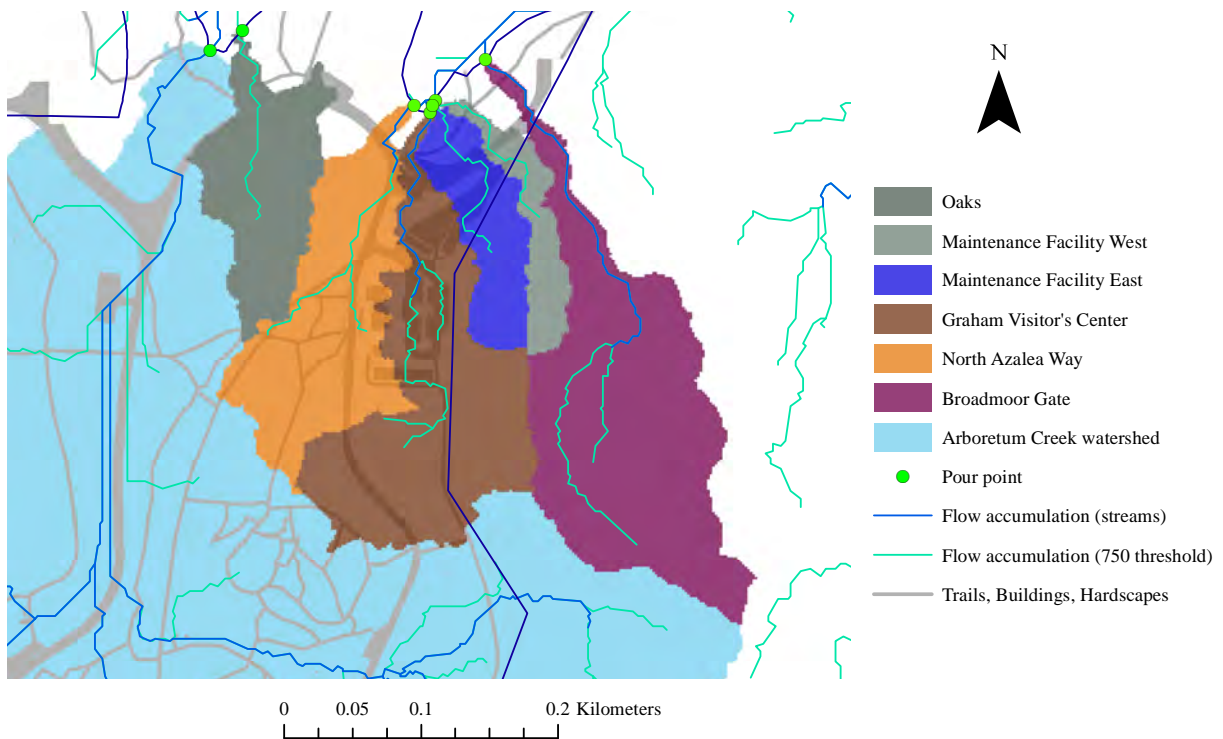 N
Oaks
Maintenance Facility West
Maintenance Facility East
Graham Visitor's Center
North Azalea Way
Broadmoor Gate
Arboretum Creek watershed
Pour point
Flow accumulation (streams)
Flow accumulation (750 threshold)
Trails, Buildings, Hardscapes
0 0.05 0.1 0.2 Kilometers